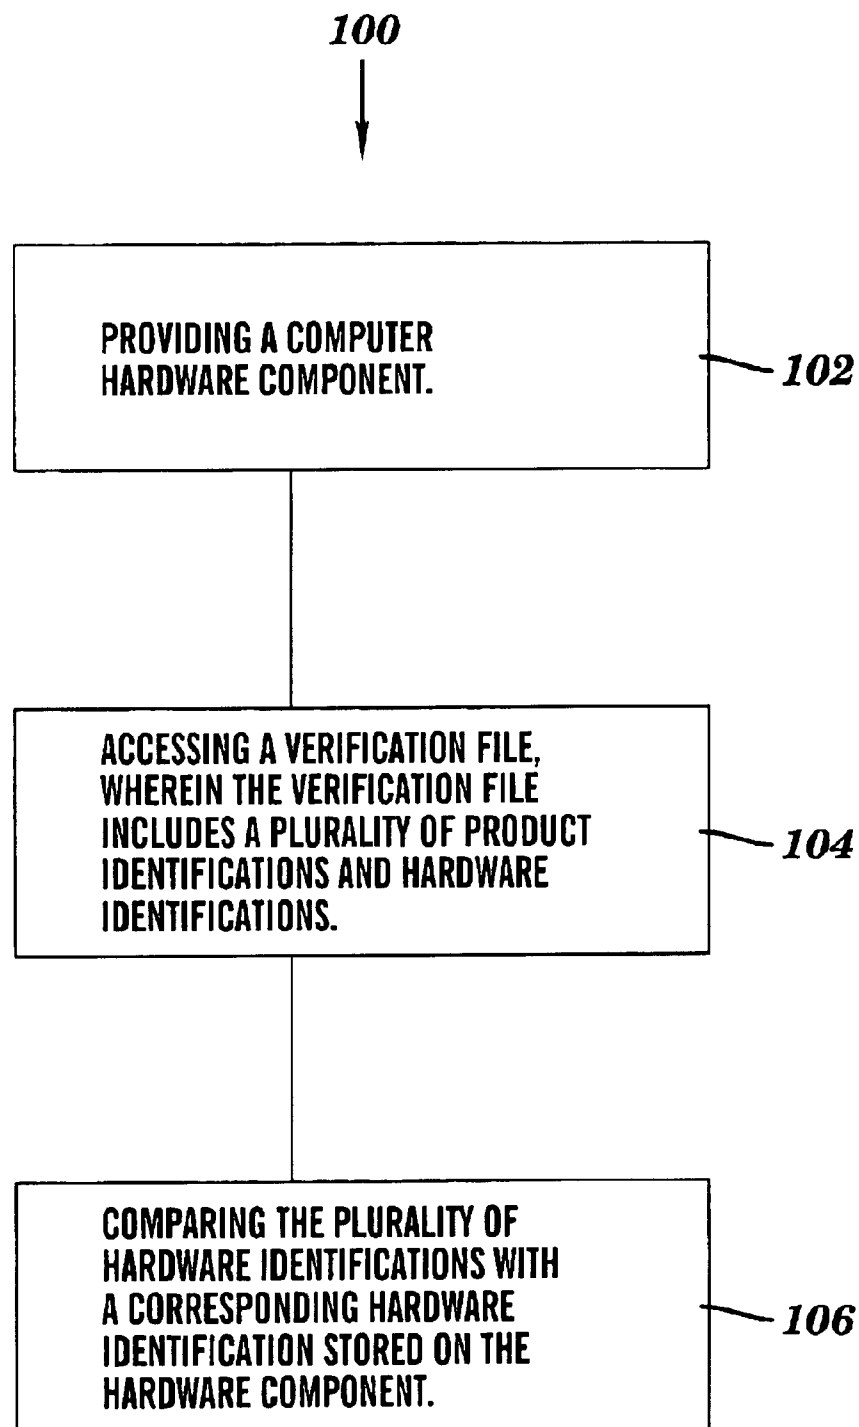 100
PROVIDING A COMPUTER
HARDWARE COMPONENT.
102
ACCESSING A VERIFICATION FILE,
WHEREIN THE VERIFICATION FILE
INCLUDES A PLURALITY OF PRODUCT
IDENTIFICATIONS AND HARDWARE
IDENTIFICATIONS.
104
COMPARING THE PLURALITY OF
HARDWARE IDENTIFICATIONS WITH
A CORRESPONDING HARDWARE
IDENTIFICATION STORED ON THE
HARDWARE COMPONENT.
106